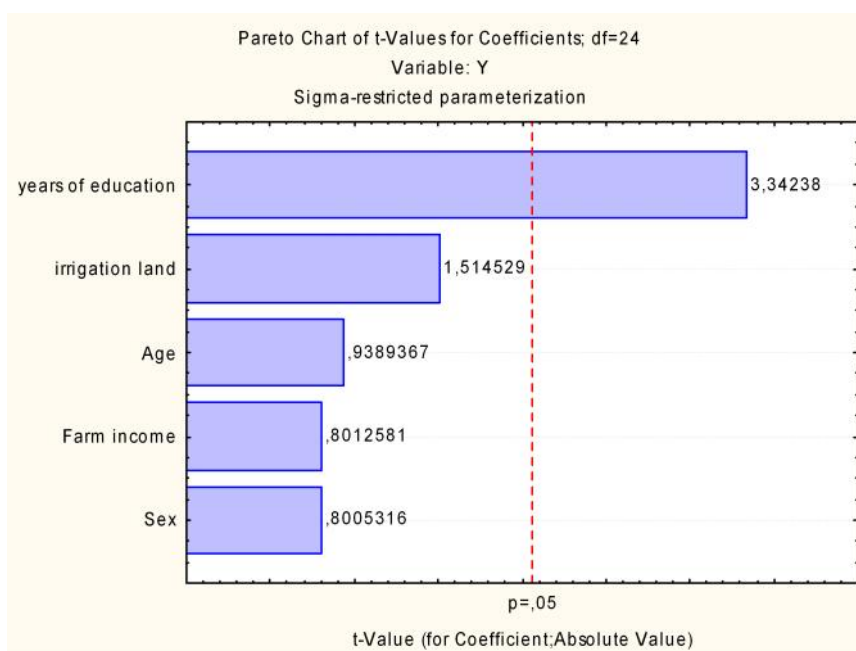 Pareto Chart of t-Values for Coefficients; df=24
Variable: Y
Sigma-restricted parameterization
years of education
3,34238
irrigation land
1,514529
Age
,9389367
Farm income
,8012581
Sex
,8005316
p=,05
t-Value (for Coefficient;Absolute Value)